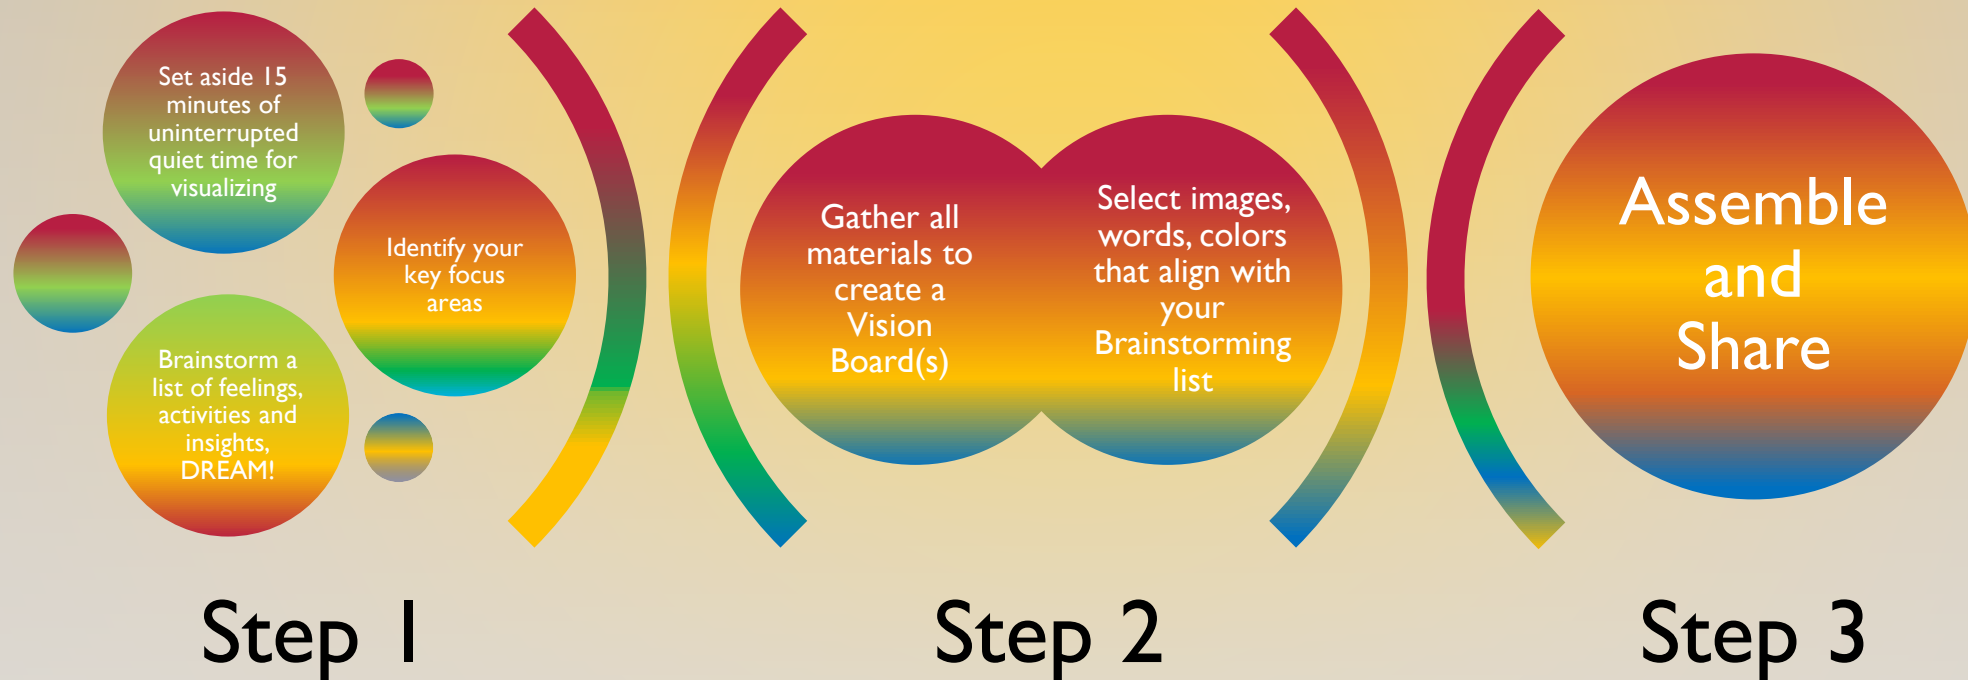 Set aside 15
minutes of
uninterrupted
quiet time for
visualizing
Identify your
key focus
areas
Brainstorm a
list of feelings,
activities and
insights,
DREAM!
Step 1
Gather all
materials to
create a
Vision
Board(s)
Select images,
words, colors
that align with
your
Brainstorming
list
Step 2
Assemble
and
Share
Step 3